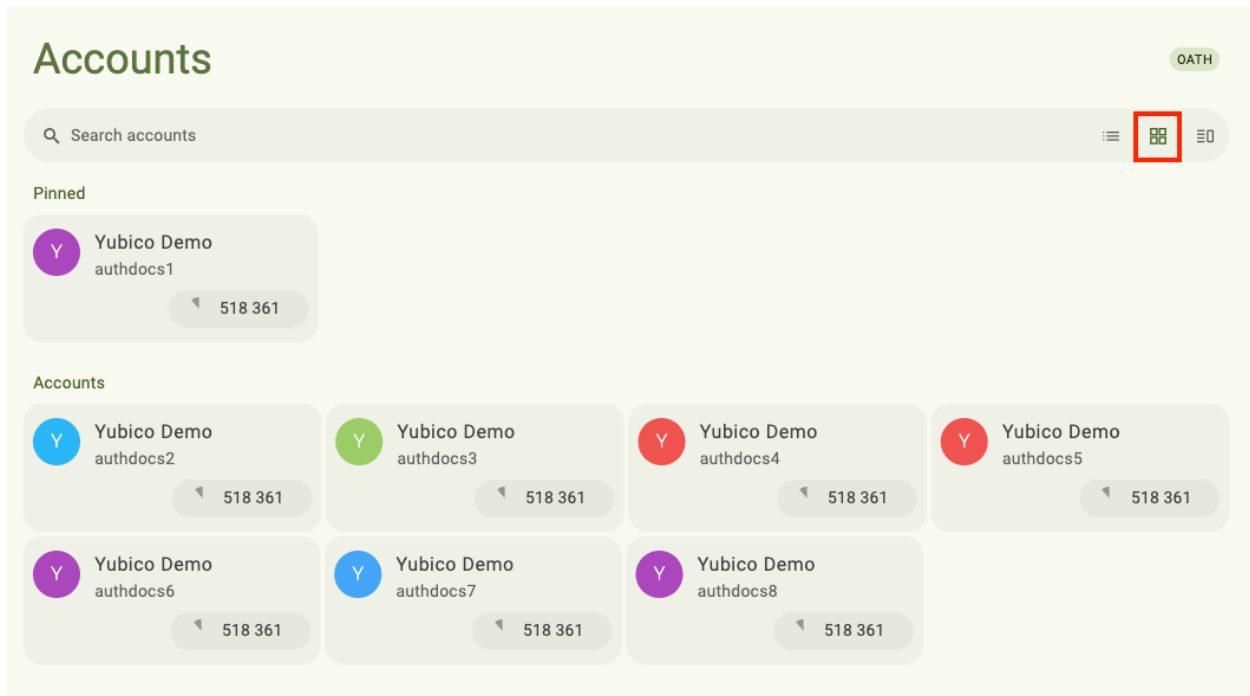 Accounts
OATH
Search accounts
Pinned
Y
Yubico Demo
authdocs1
518 361
Accounts
Y
Yubico Demo
authdocs2
518 361
Y
Yubico Demo
authdocs3
518 361
Y
Yubico Demo
authdocs4
518 361
Y
Yubico Demo
authdocs5
518 361
Y
Yubico Demo
authdocs6
518 361
Y
Yubico Demo
authdocs7
518 361
Y
Yubico Demo
authdocs8
518 361